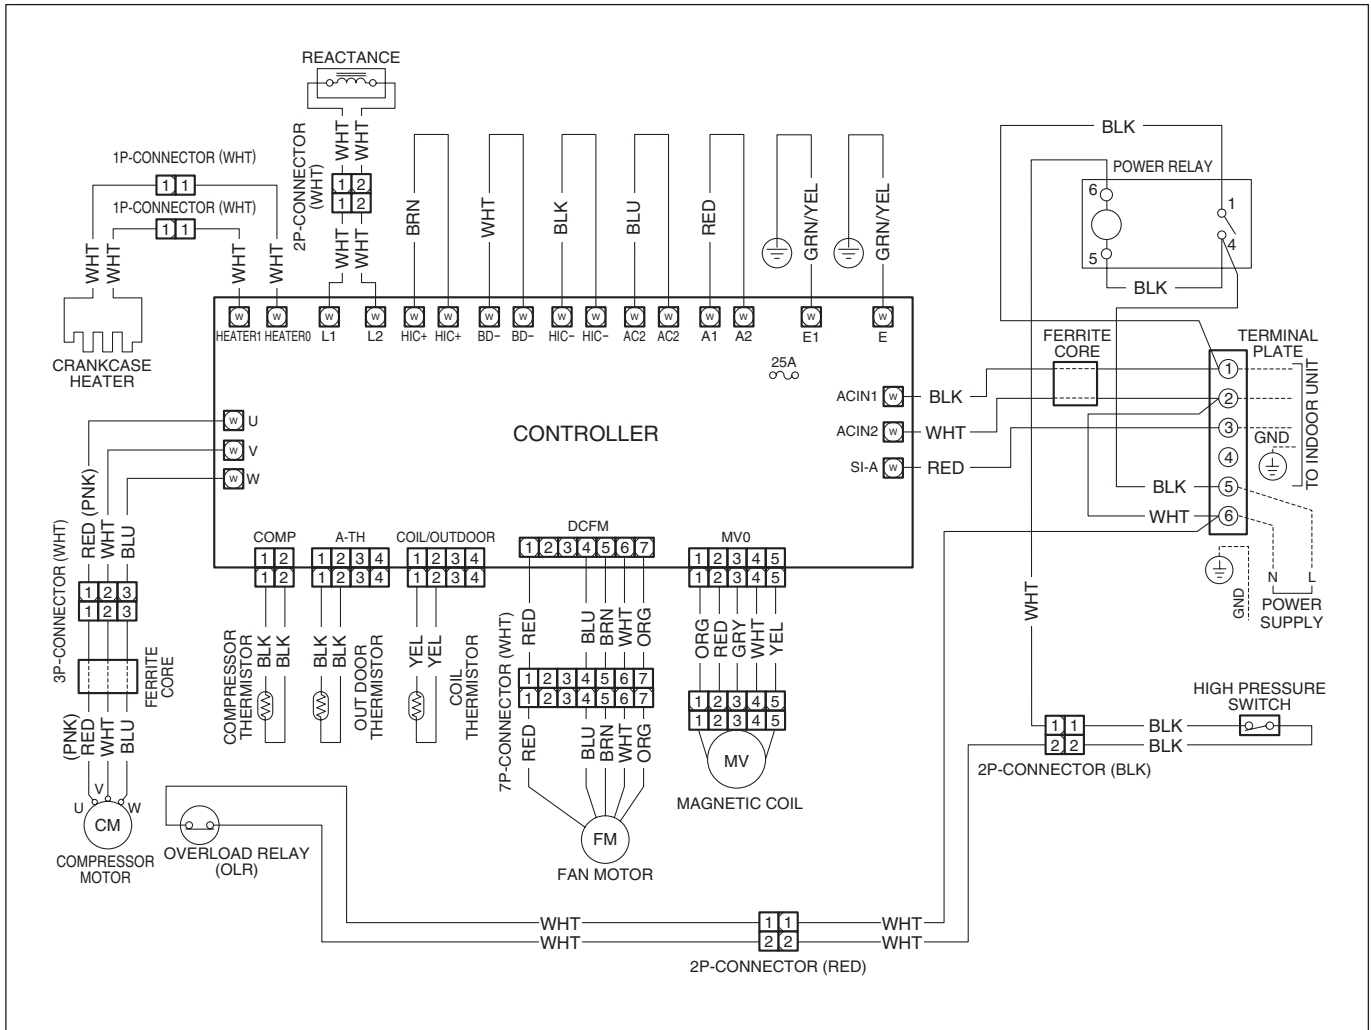 REACTANCE
WHT WHT
2P-CONNECTOR
(WHT)
1 2
1 2
WHT WHT
1P-CONNECTOR (WHT)
1 1
1P-CONNECTOR (WHT)
1 1
WHT WHT
WHT WHT
CRANKCASE
HEATER
BRN
WHT
BLK
BLU
RED
GRN/YEL
GRN/YEL
BLK
POWER RELAY
6
1
5
4
BLK
W W W W W W W W W W W W W W W W
HEATER1 HEATER0 L1 L2 HIC+ HIC+ BD- BD- HIC- HIC- AC2 AC2 A1 A2 E1 E
25A
FERRITE
CORE
TERMINAL
PLATE
ACIN1 W BLK
ACIN2 W WHT
SI-A W RED
1
2
3
4
5
6
GND
TO INDOOR UNIT
BLK
WHT
GND
N L
POWER
SUPPLY
W U
W V
W W
CONTROLLER
RED (PNK)
WHT
BLU
3P-CONNECTOR (WHT)
1 2 3
1 2 3
FERRITE
CORE
(PNK)
RED
WHT
BLU
U V W
CM
COMPRESSOR
MOTOR
COMP
1 2
1 2
BLK
BLK
COMPRESSOR
THERMISTOR
A-TH
1 2 3 4
1 2 3 4
BLK
BLK
OUT DOOR
THERMISTOR
COIL/OUTDOOR
1 2 3 4
1 2 3 4
YEL
YEL
COIL
THERMISTOR
DCFM
1 2 3 4 5 6 7
RED BLU BRN WHT ORG
7P-CONNECTOR (WHT)
1 2 3 4 5 6 7
1 2 3 4 5 6 7
RED BLU BRN WHT ORG
FM
FAN MOTOR
MV0
1 2 3 4 5
1 2 3 4 5
ORG RED GRY WHT YEL
1 2 3 4 5
1 2 3 4 5
MV
MAGNETIC COIL
WHT
HIGH PRESSURE
SWITCH
1 1 BLK
2 2 BLK
2P-CONNECTOR (BLK)
OVERLOAD RELAY
(OLR)
WHT 1 1 WHT
WHT 2 2 WHT
2P-CONNECTOR (RED)